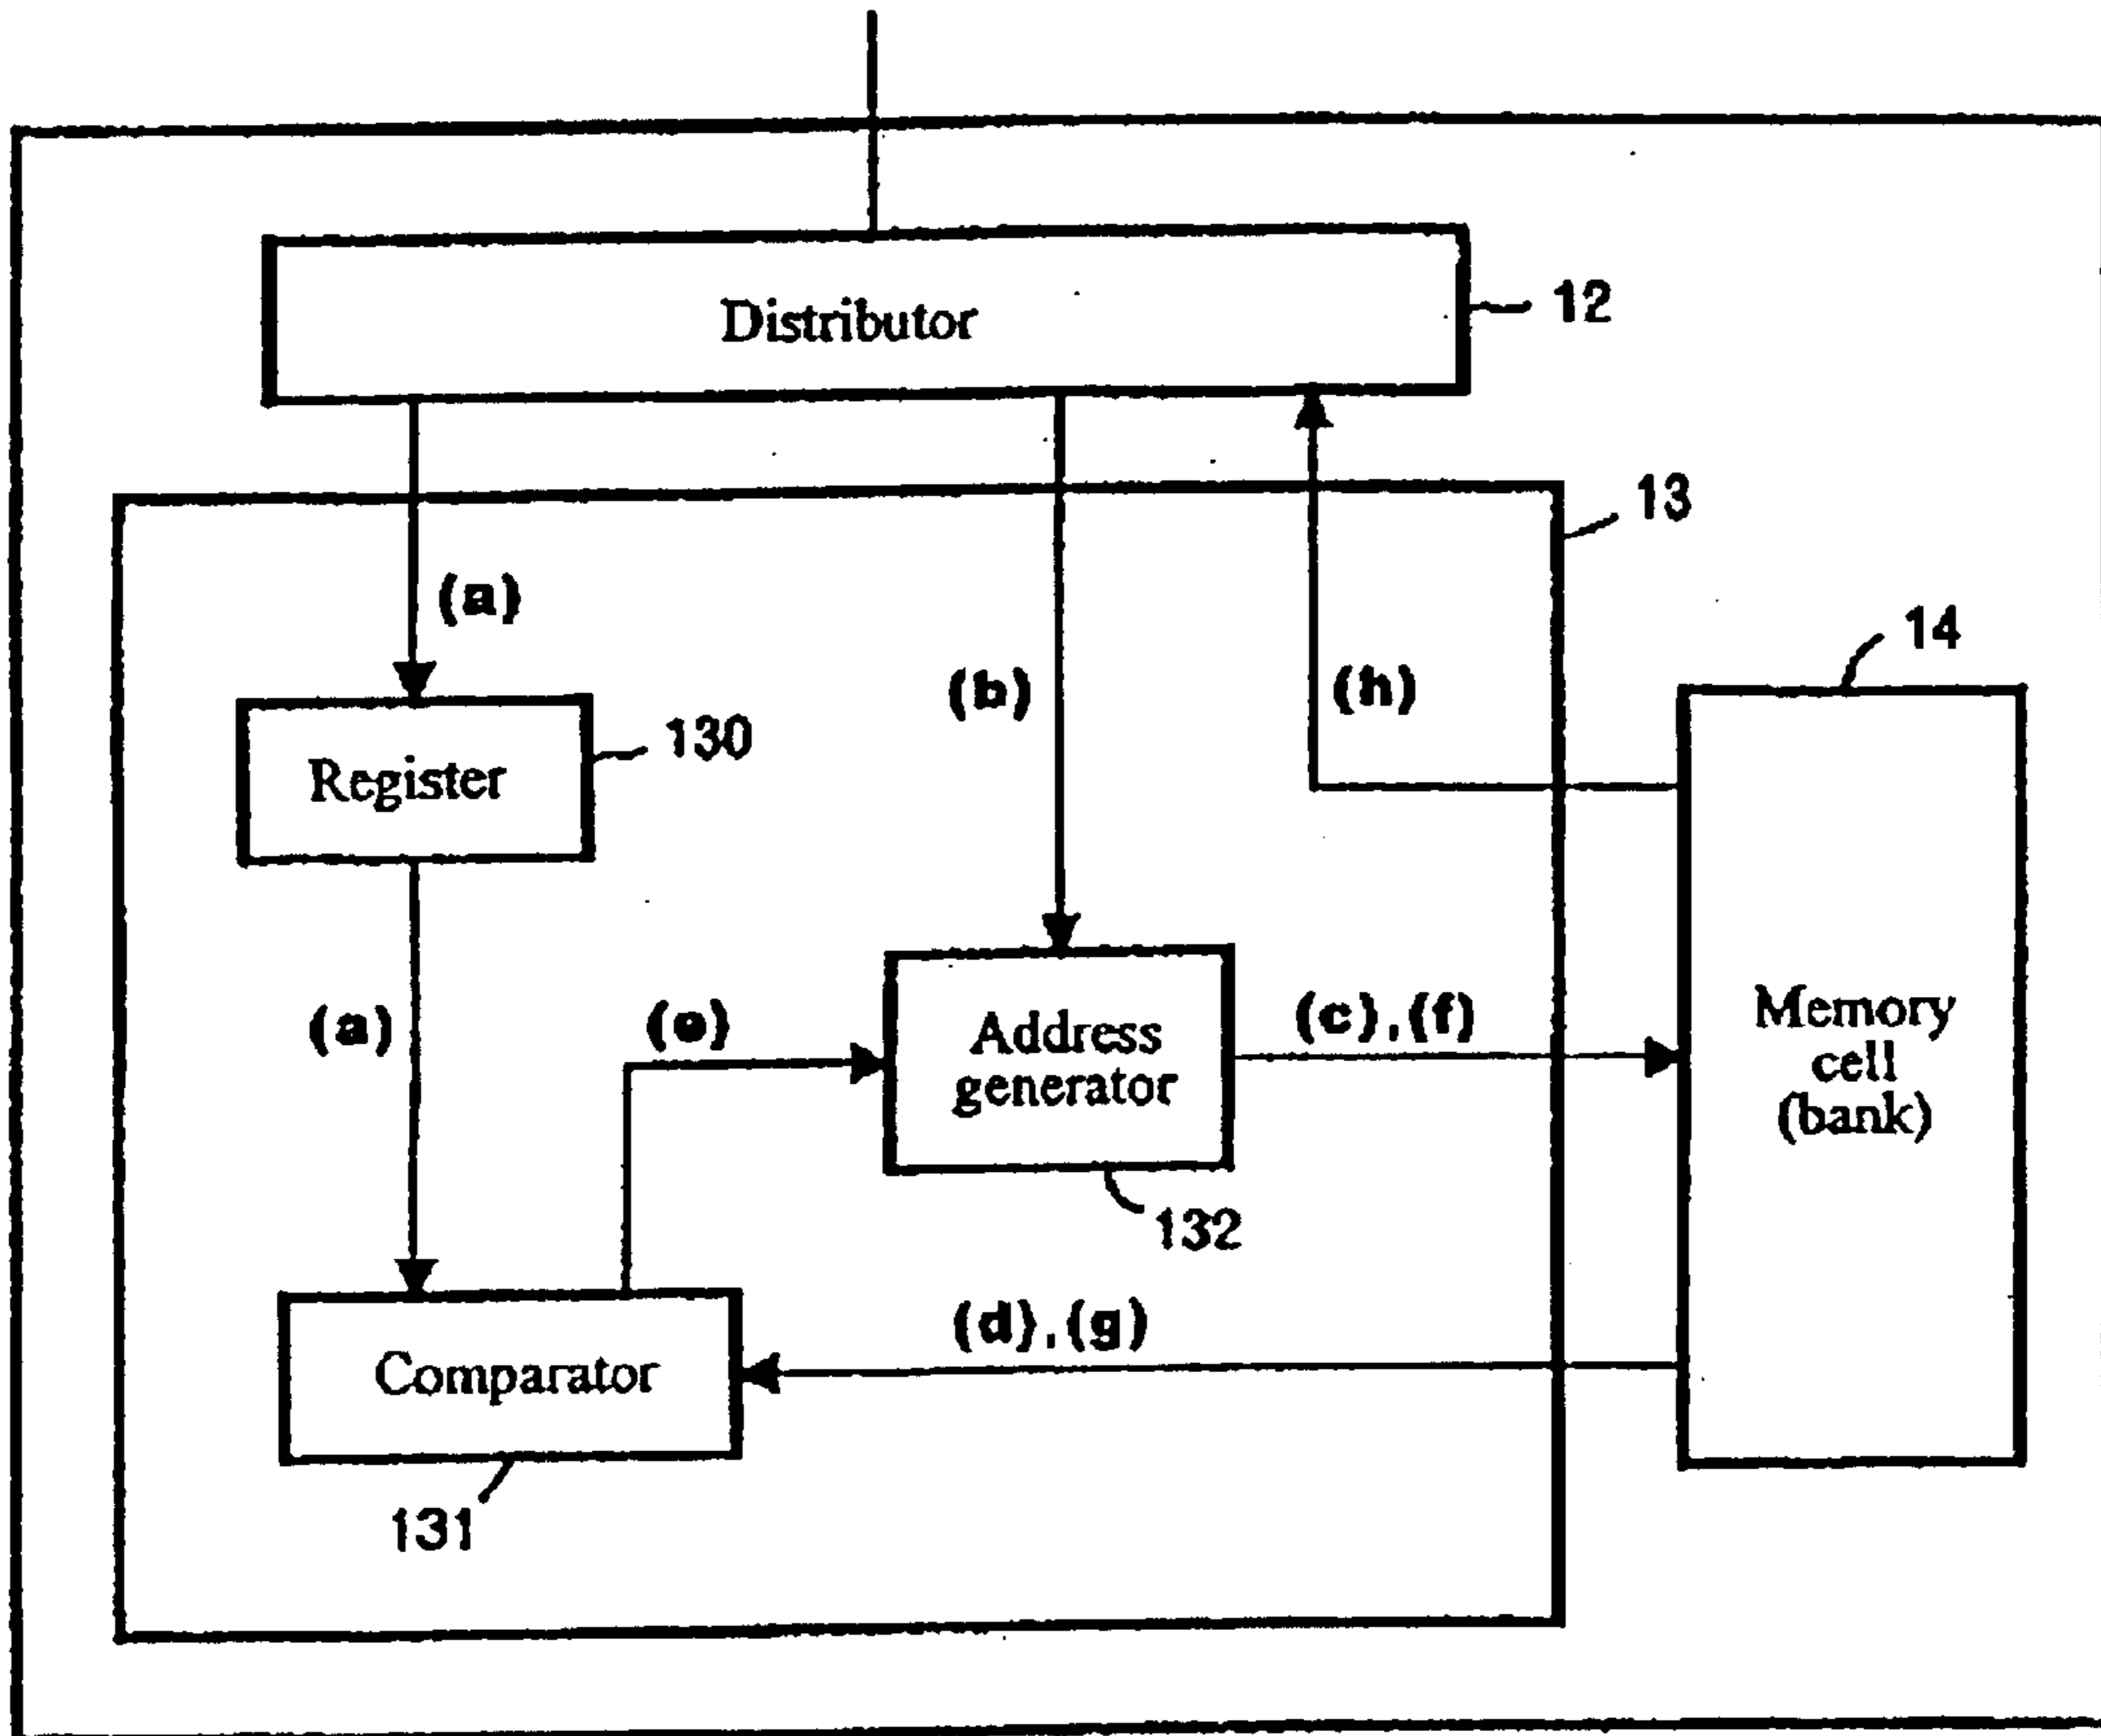 Distributor
12
13
(a)
14
(b)
(h)
130
Register
(a)
(e)
(c),(f)
Address
generator
Memory
cell
(bank)
132
(d),(g)
Comparator
131